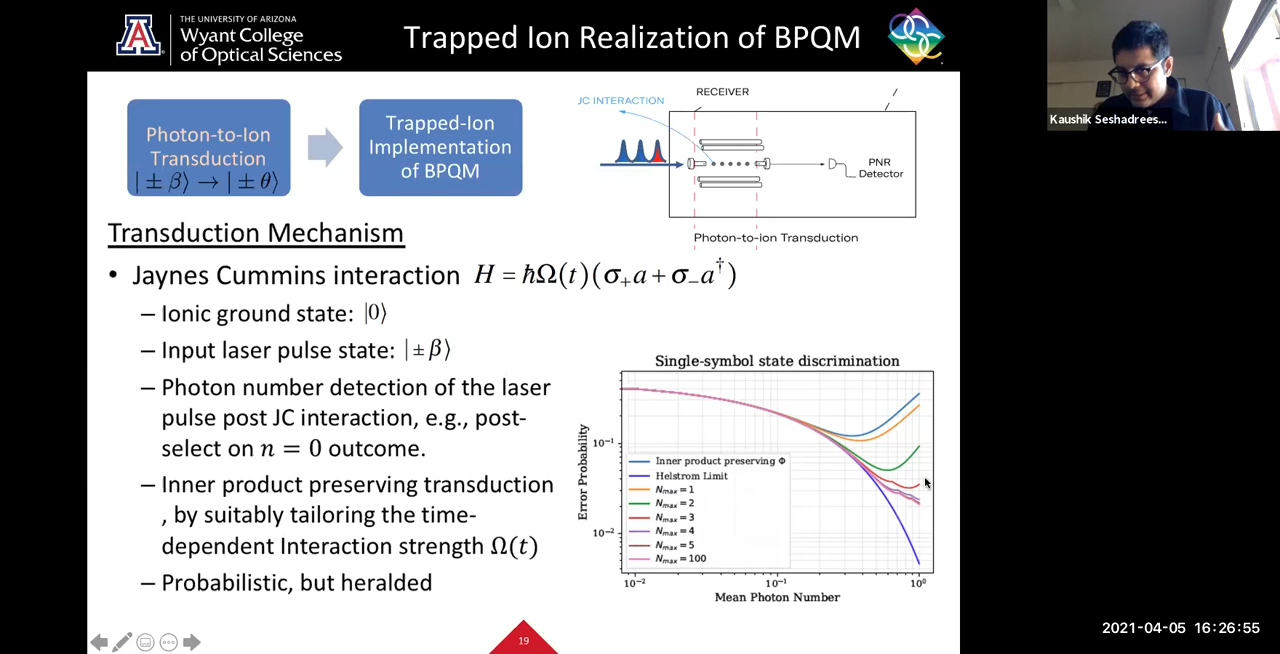 THE UNIVERSITY OF ARIZONA
Wyant College
of Optical Sciences
Trapped Ion Realization of BPQM
Photon-to-Ion
Transduction
|± β⟩ → |± θ⟩
Trapped-Ion
Implementation
of BPQM
RECEIVER
JC INTERACTION
PNR
Detector
Photon-to-ion Transduction
Kaushik Seshadrees...
Transduction Mechanism
• Jaynes Cummins interaction H = ħΩ(t)(σ₊a + σ₋a†)
– Ionic ground state: |0⟩
– Input laser pulse state: |±β⟩
– Photon number detection of the laser
pulse post JC interaction, e.g., post-
select on n = 0 outcome.
– Inner product preserving transduction
, by suitably tailoring the time-
dependent Interaction strength Ω(t)
– Probabilistic, but heralded
Single-symbol state discrimination
Error Probability
10⁻¹
10⁻²
Inner product preserving Φ
Helstrom Limit
Nmax = 1
Nmax = 2
Nmax = 3
Nmax = 4
Nmax = 5
Nmax = 100
10⁻² 10⁻¹ 10⁰
Mean Photon Number
19
2021-04-05 16:26:55